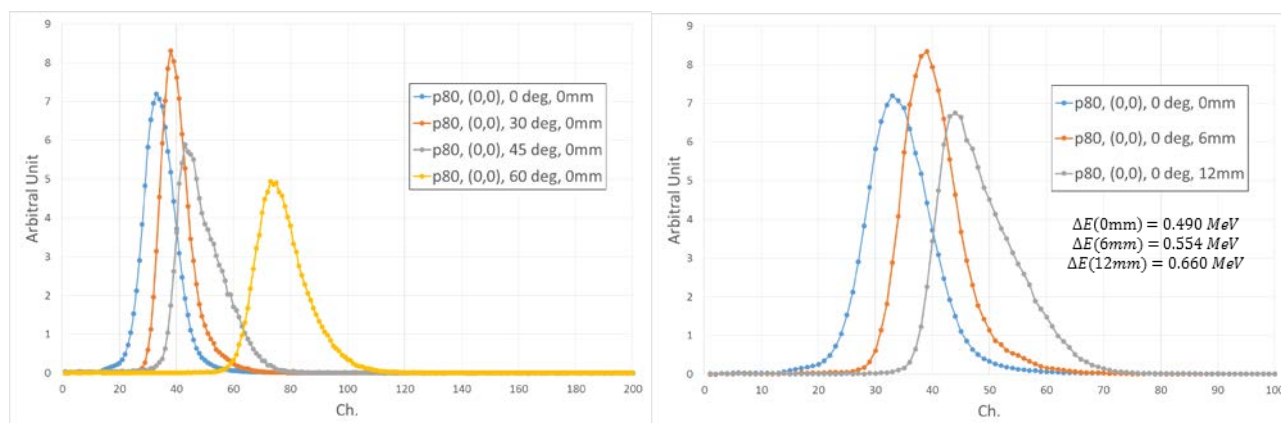 9
8
7
6
5
4
3
2
1
0
Arbitral Unit
p80, (0,0), 0 deg, 0mm
p80, (0,0), 30 deg, 0mm
p80, (0,0), 45 deg, 0mm
p80, (0,0), 60 deg, 0mm
0 20 40 60 80 100 120 140 160 180 200
Ch.
9
8
7
6
5
4
3
2
1
0
Arbitral Unit
p80, (0,0), 0 deg, 0mm
p80, (0,0), 0 deg, 6mm
p80, (0,0), 0 deg, 12mm
ΔE(0mm) = 0.490 MeV
ΔE(6mm) = 0.554 MeV
ΔE(12mm) = 0.660 MeV
0 10 20 30 40 50 60 70 80 90 100
Ch.